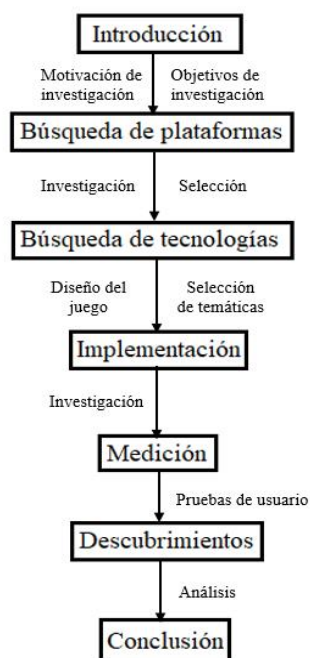 Introducción
Motivación de
investigación
Objetivos de
investigación
Búsqueda de plataformas
Investigación
Selección
Búsqueda de tecnologías
Diseño del
juego
Selección
de temáticas
Implementación
Investigación
Medición
Pruebas de usuario
Descubrimientos
Análisis
Conclusión